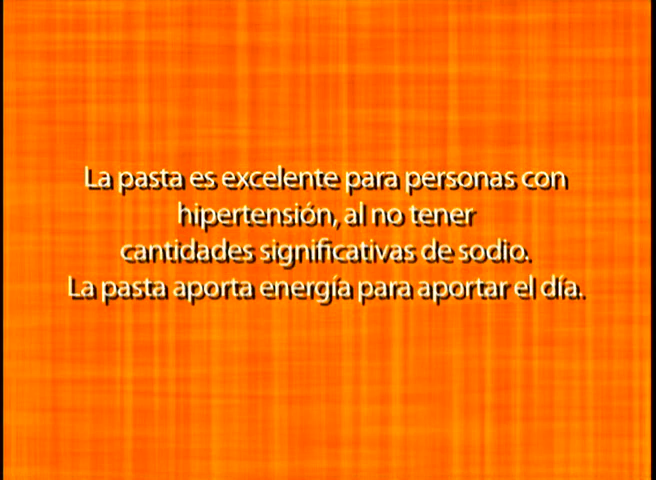 La pasta es excelente para personas con
hipertensión, al no tener
cantidades significativas de sodio.
La pasta aporta energía para aportar el día.